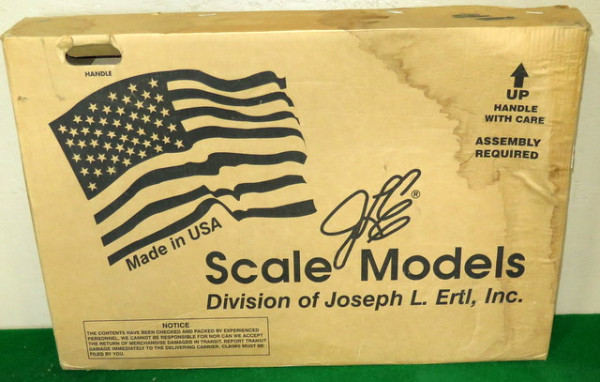 HANDLE
UP
HANDLE
WITH CARE
ASSEMBLY
REQUIRED
Made in USA
JLE®
Scale Models
Division of Joseph L. Ertl, Inc.
NOTICE
THE CONTENTS HAVE BEEN CHECKED AND PACKED BY EXPERIENCED
PERSONNEL. WE CANNOT BE RESPONSIBLE FOR NOR CAN WE ACCEPT
THE RETURN OF MERCHANDISE DAMAGED IN TRANSIT. REPORT TRANSIT
DAMAGE IMMEDIATELY TO THE DELIVERING CARRIER. CLAIMS MUST BE
FILED BY YOU.